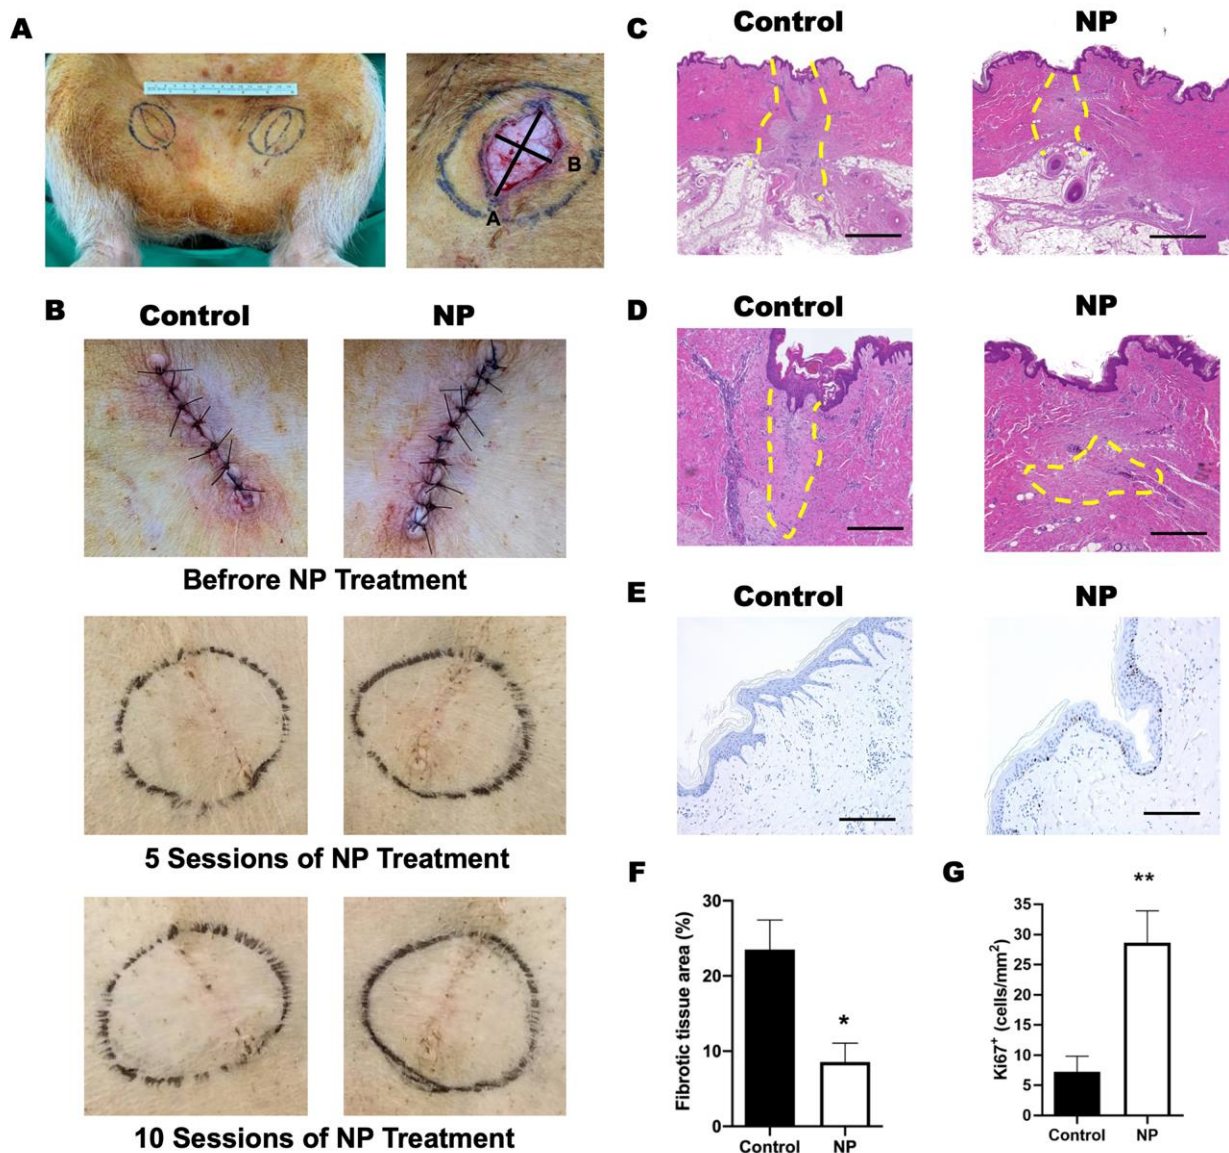 A
B
A
B
Control
NP
Befrore NP Treatment
5 Sessions of NP Treatment
10 Sessions of NP Treatment
C
Control
NP
D
Control
NP
E
Control
NP
F
Fibrotic tissue area (%)
30
20
10
0
*
Control
NP
G
Ki67⁺ (cells/mm²)
35
30
25
20
15
10
5
0
**
Control
NP